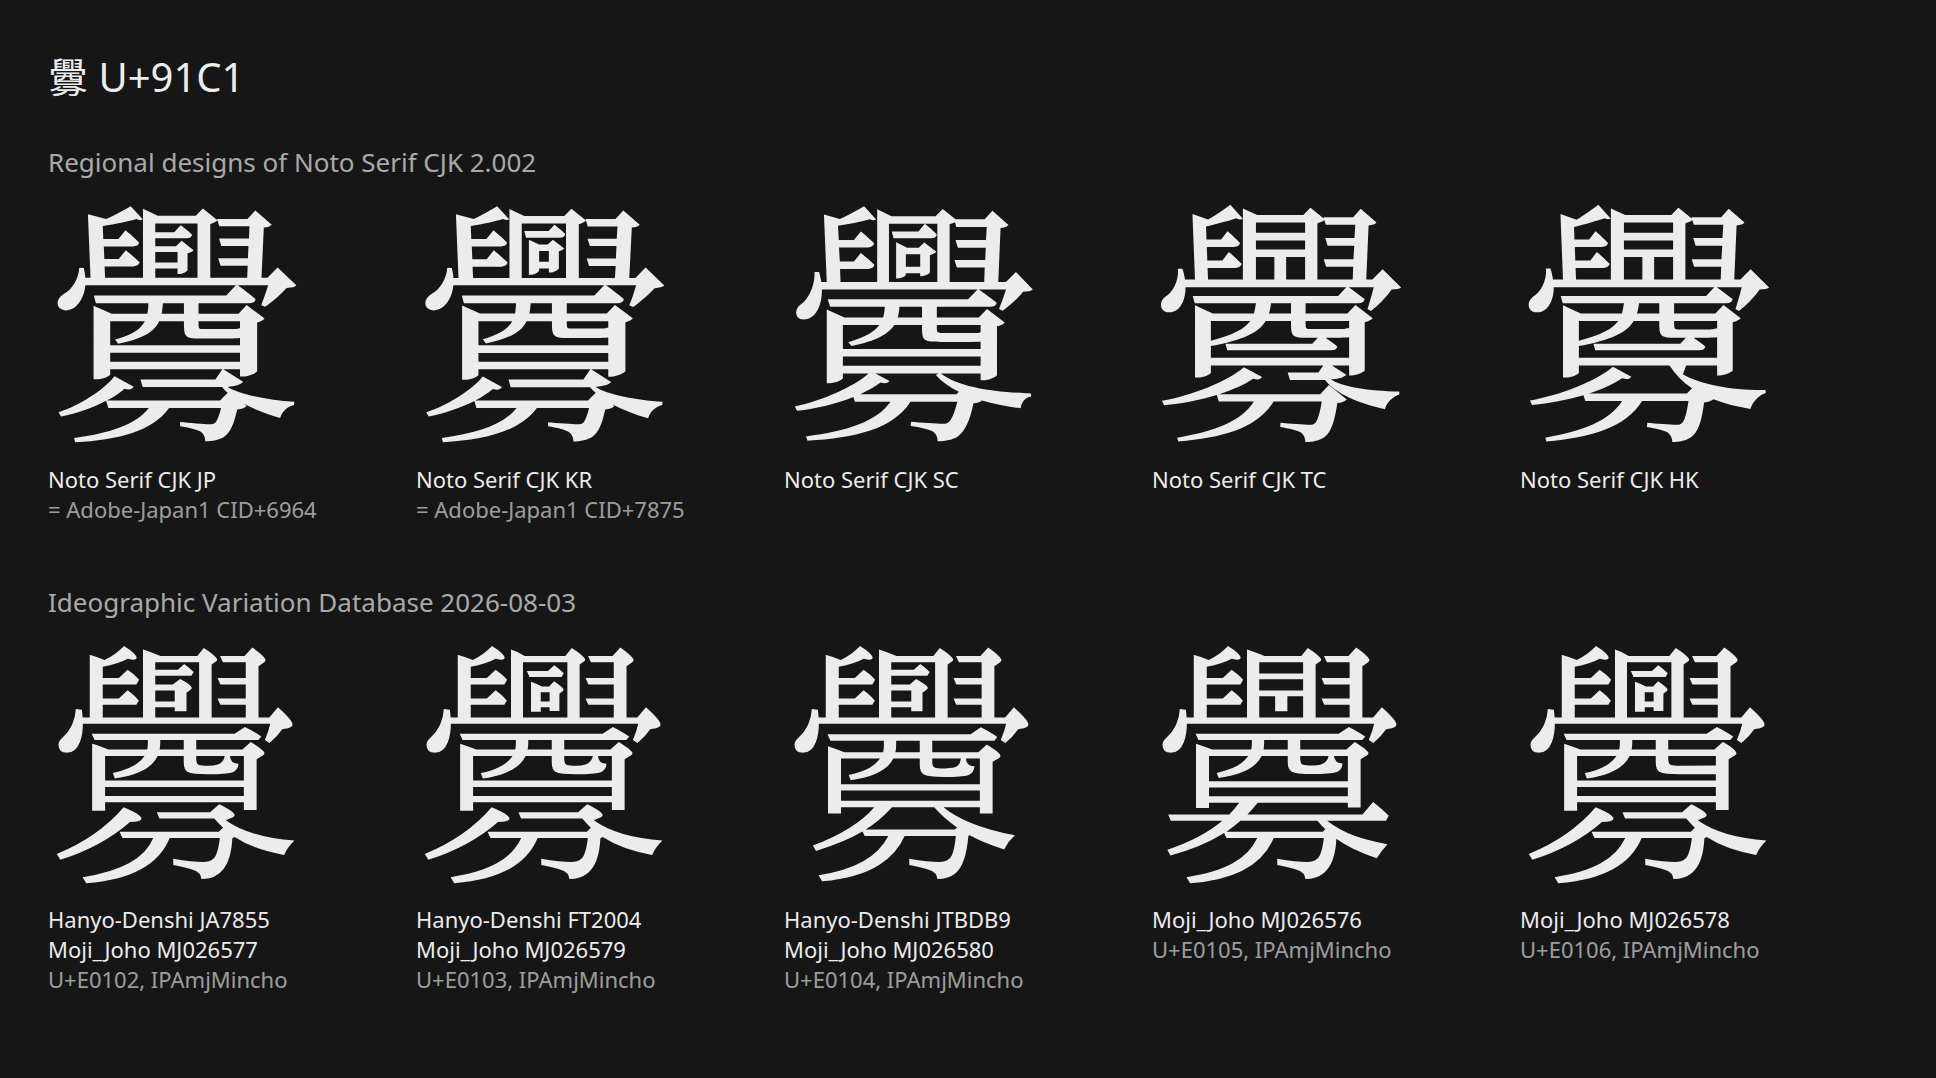 釁 U+91C1
Regional designs of Noto Serif CJK 2.002
釁 釁 釁 釁 釁
Noto Serif CJK JP
= Adobe-Japan1 CID+6964
Noto Serif CJK KR
= Adobe-Japan1 CID+7875
Noto Serif CJK SC
Noto Serif CJK TC
Noto Serif CJK HK
Ideographic Variation Database 2026-08-03
釁 釁 釁 釁 釁
Hanyo-Denshi JA7855
Moji_Joho MJ026577
U+E0102, IPAmjMincho
Hanyo-Denshi FT2004
Moji_Joho MJ026579
U+E0103, IPAmjMincho
Hanyo-Denshi JTBDB9
Moji_Joho MJ026580
U+E0104, IPAmjMincho
Moji_Joho MJ026576
U+E0105, IPAmjMincho
Moji_Joho MJ026578
U+E0106, IPAmjMincho